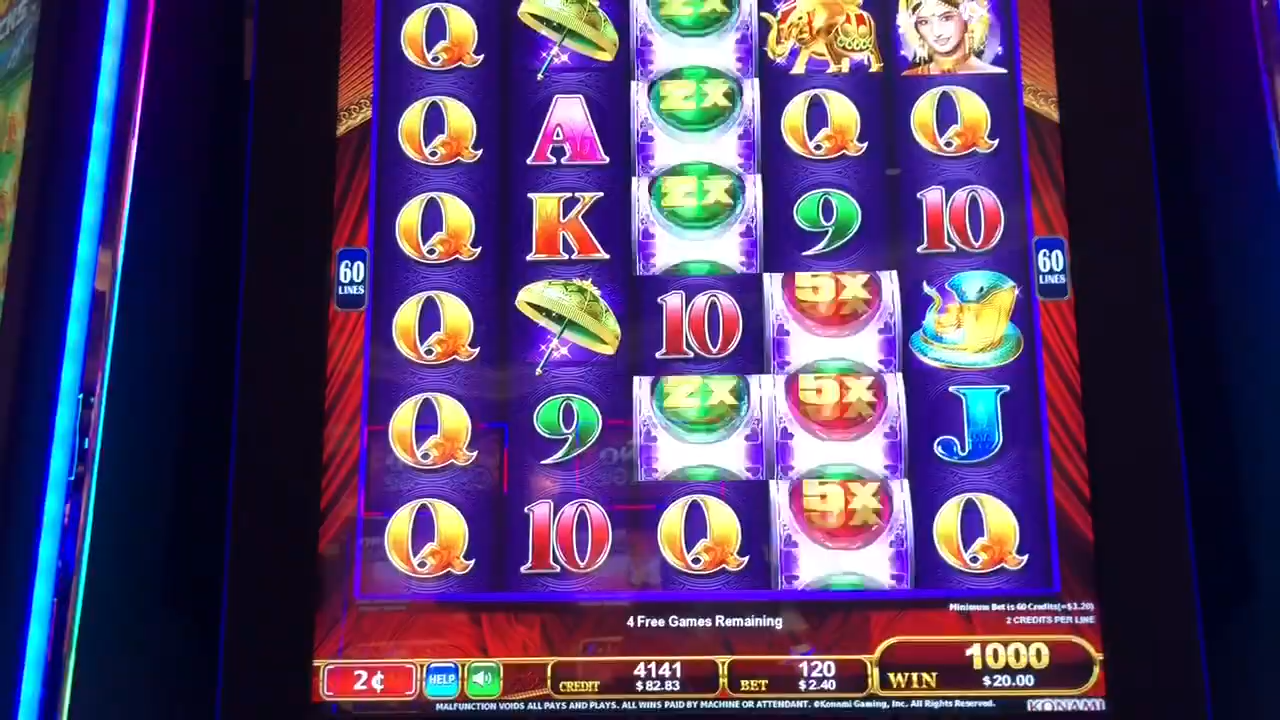 Q 2x
Q A 2x Q Q
Q K 2x 9 10
60 LINES 60 LINES
Q 10 5x
Q 9 2x 5x J
Q 10 Q 5x Q
Minimum Bet is 60 Credits(=$1.20)
4 Free Games Remaining
2 CREDITS PER LINE
2¢ HELP CREDIT 4141 $82.83 BET 120 $2.40 WIN 1000 $20.00
MALFUNCTION VOIDS ALL PAYS AND PLAYS. ALL WINS PAID BY MACHINE OR ATTENDANT. ©Konami Gaming, Inc. All Rights Reserved.
KONAMI